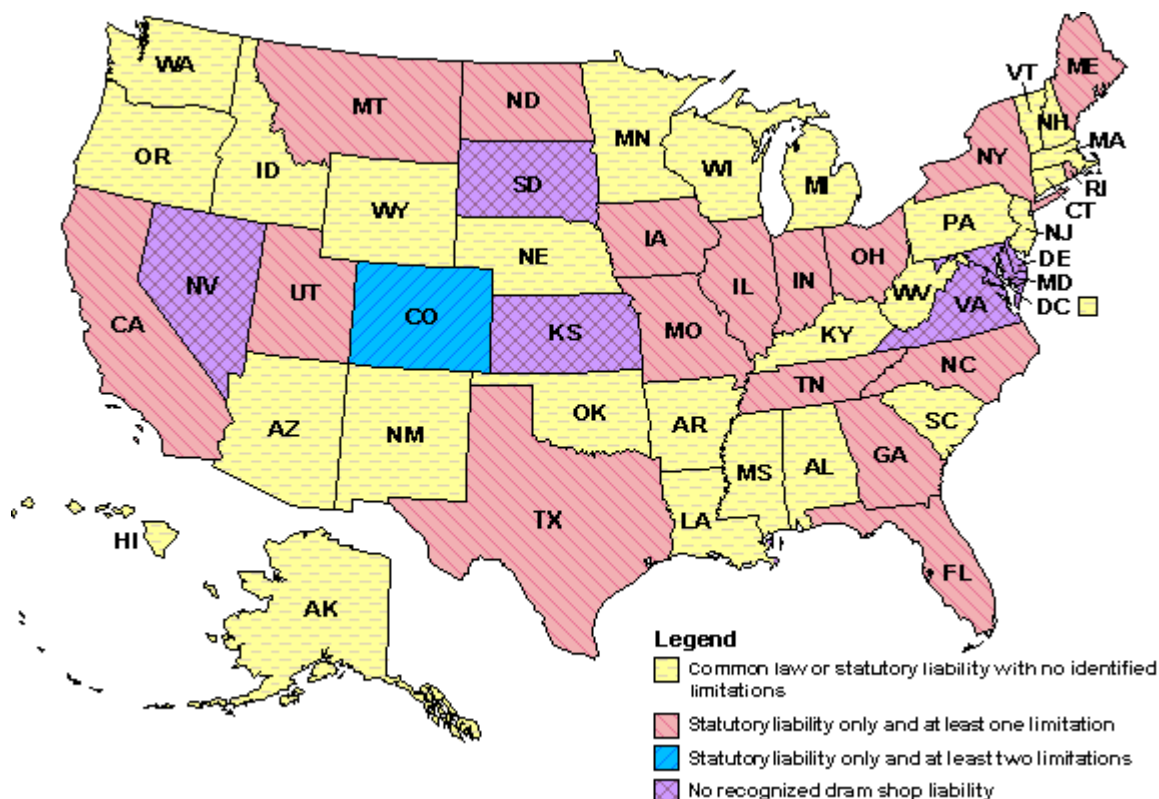 WA
MT
ND
ME
VT
NH
MN
OR
ID
MA
WI
NY
SD
MI
RI
WY
CT
PA
NJ
IA
NE
OH
DE
NV
IL
IN
MD
UT
WV
VA
DC
CO
CA
KS
MO
KY
NC
TN
OK
AZ
NM
AR
SC
GA
MS
AL
TX
LA
HI
FL
AK
Legend
Common law or statutory liability with no identified
limitations
Statutory liability only and at least one limitation
Statutory liability only and at least two limitations
No recognized dram shop liability